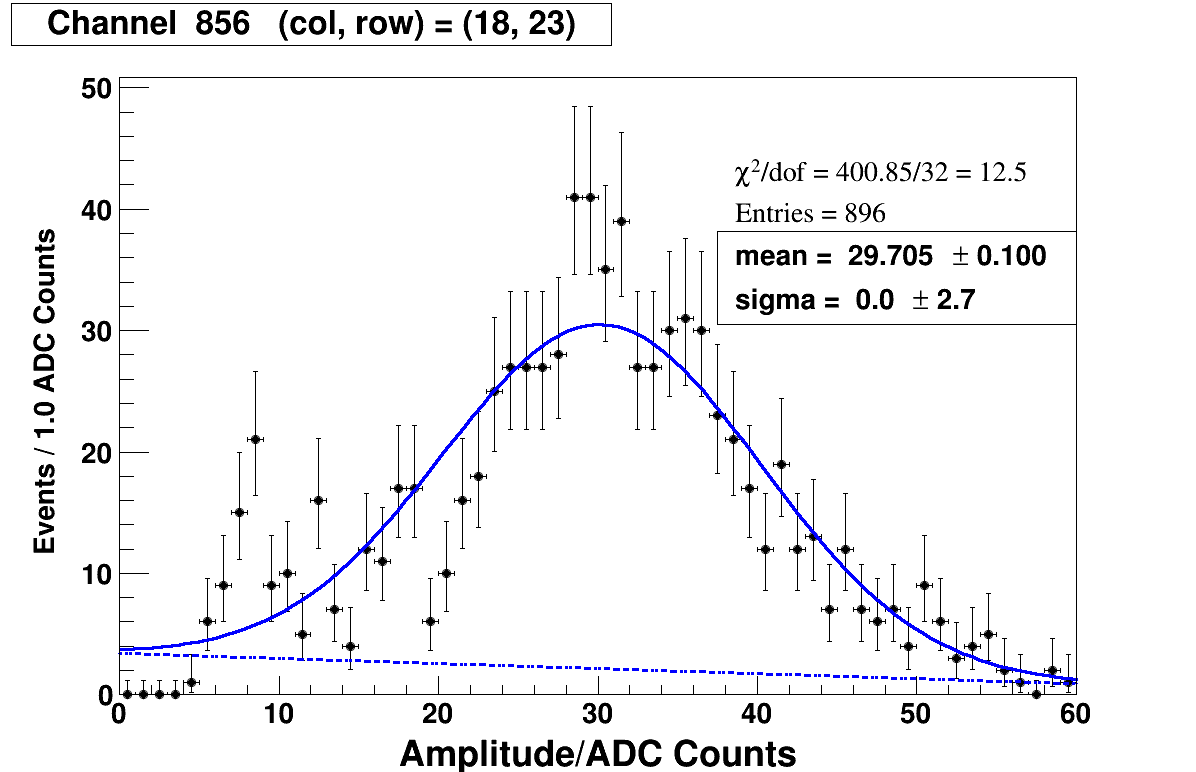 Channel 856 (col, row) = (18, 23)
50
40
30
20
10
0
Events / 1.0 ADC Counts
χ²/dof = 400.85/32 = 12.5
Entries = 896
mean = 29.705 ± 0.100
sigma = 0.0 ± 2.7
0 10 20 30 40 50 60
Amplitude/ADC Counts